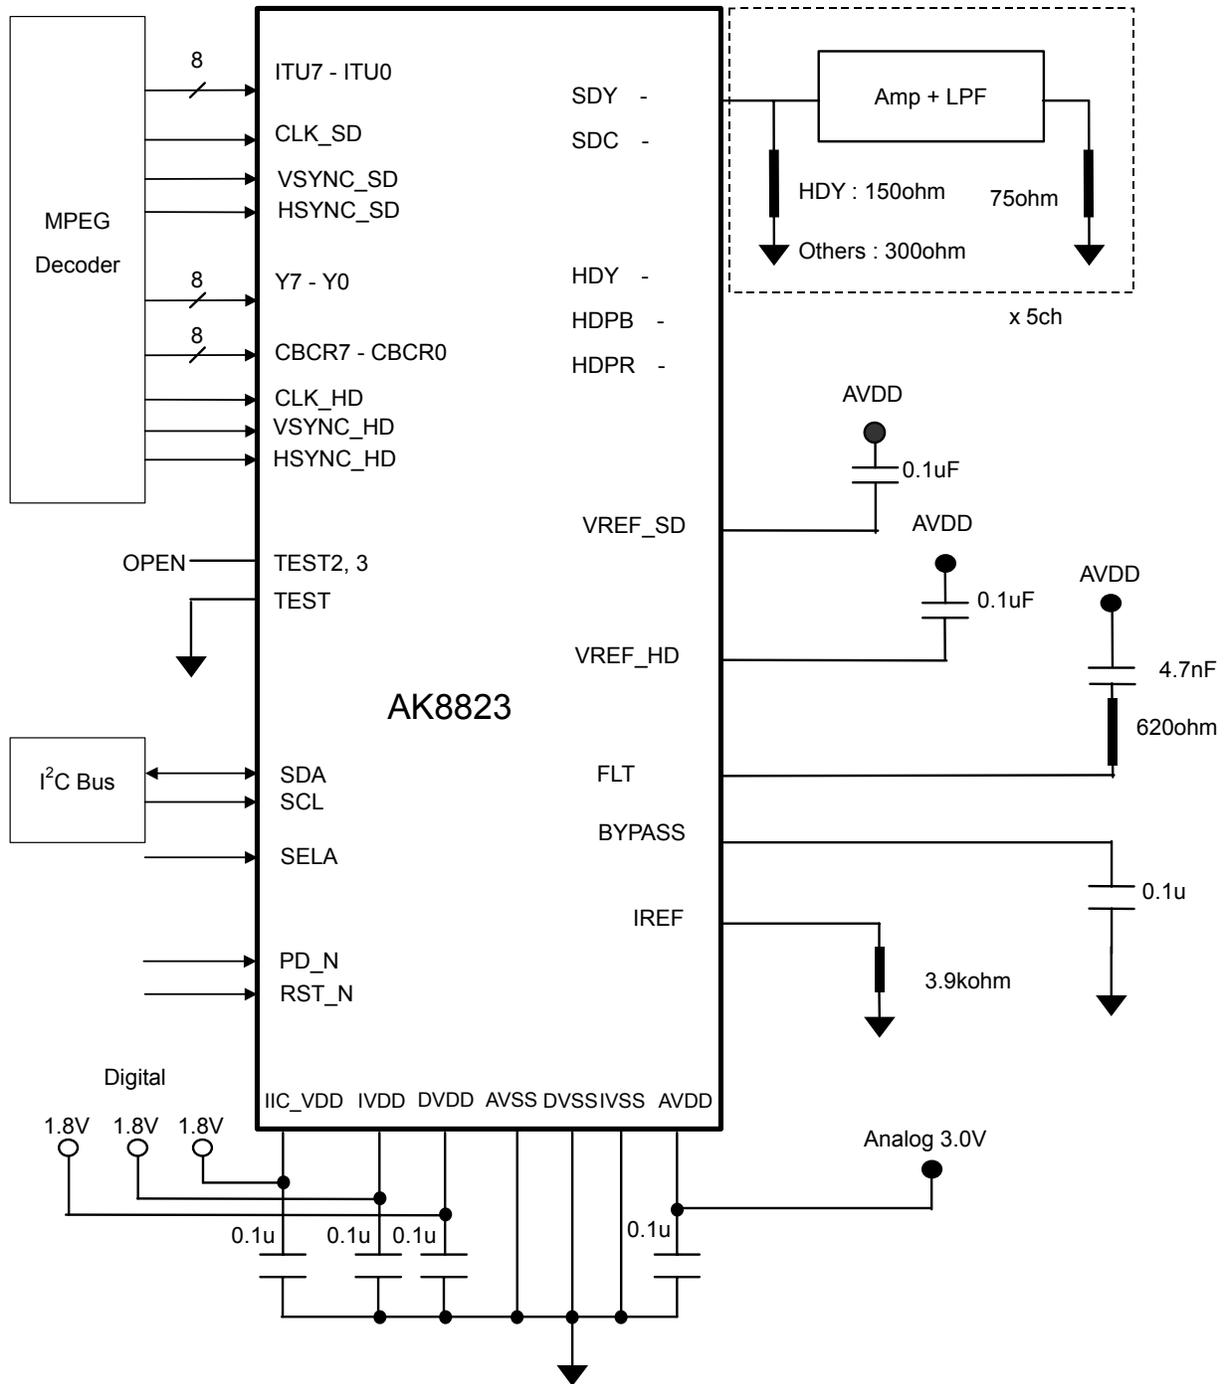 8
ITU7 - ITU0
CLK_SD
VSYNC_SD
HSYNC_SD
MPEG
Decoder
8
Y7 - Y0
8
CBCR7 - CBCR0
CLK_HD
VSYNC_HD
HSYNC_HD
OPEN
TEST2, 3
TEST
AK8823
I²C Bus
SDA
SCL
SELA
PD_N
RST_N
SDY -
SDC -
HDY -
HDPB -
HDPR -
Amp + LPF
HDY : 150ohm
75ohm
Others : 300ohm
x 5ch
AVDD
0.1uF
VREF_SD
AVDD
0.1uF
VREF_HD
AVDD
4.7nF
620ohm
FLT
BYPASS
0.1u
IREF
3.9kohm
Digital
IIC_VDD IVDD DVDD AVSS DVSS IVSS AVDD
1.8V 1.8V 1.8V
Analog 3.0V
0.1u 0.1u 0.1u 0.1u